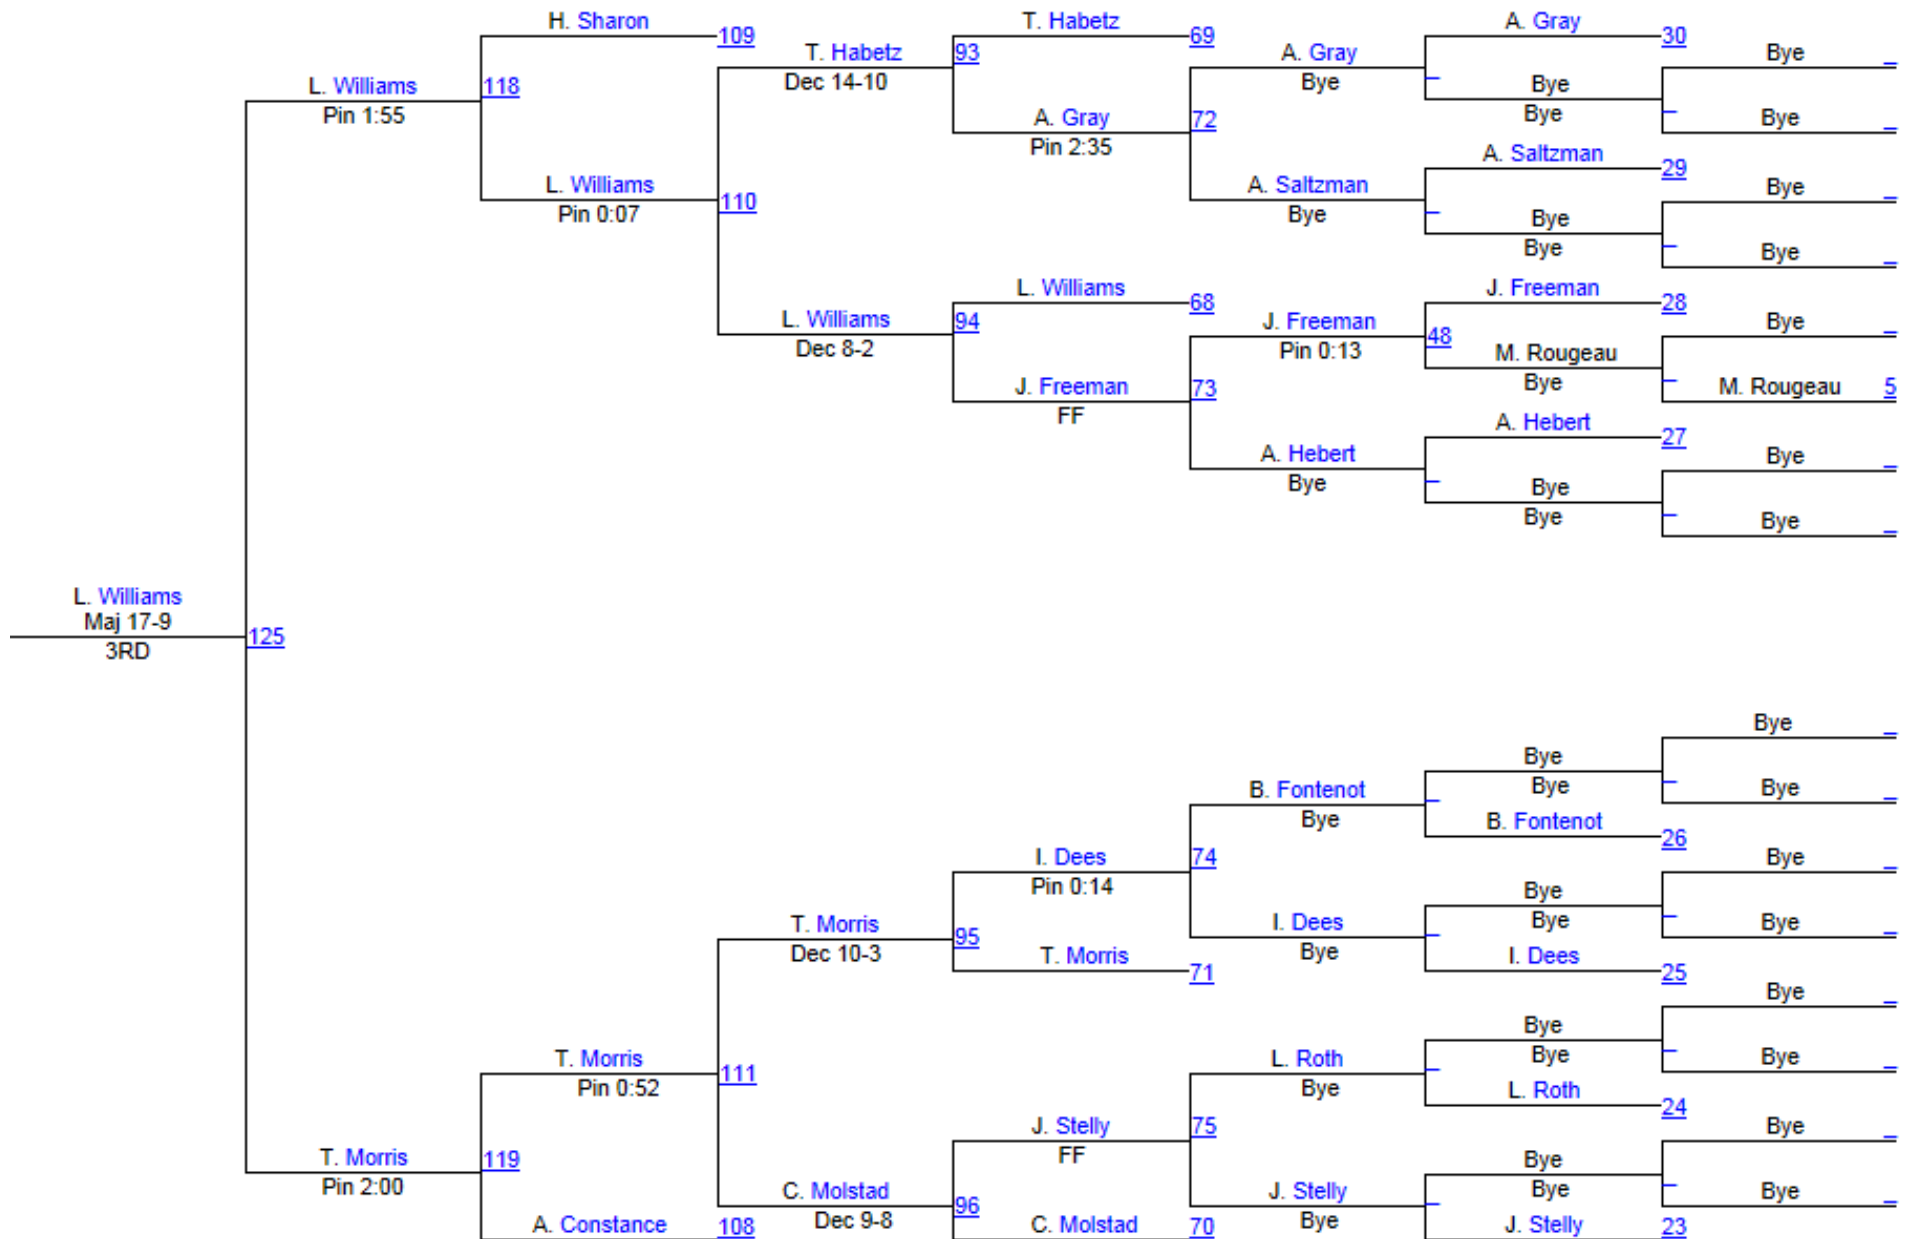 H. Sharon
T. Habetz
A. Gray
109
69
30
T. Habetz
93
A. Gray
Bye
L. Williams
118
Dec 14-10
Bye
Bye
Pin 1:55
A. Gray
72
Bye
Bye
Pin 2:35
A. Saltzman
29
L. Williams
A. Saltzman
Bye
Pin 0:07
110
Bye
Bye
Bye
Bye
L. Williams
68
J. Freeman
28
L. Williams
94
J. Freeman
48
Bye
Dec 8-2
Pin 0:13
M. Rougeau
J. Freeman
73
Bye
M. Rougeau 5
FF
A. Hebert
27
A. Hebert
Bye
Bye
Bye
Bye
Bye
L. Williams
Maj 17-9
125
3RD
Bye
Bye
B. Fontenot
Bye
Bye
Bye
B. Fontenot
26
I. Dees
74
Bye
Pin 0:14
Bye
T. Morris
95
I. Dees
Bye
Bye
Dec 10-3
T. Morris
71
Bye
I. Dees
25
Bye
Bye
T. Morris
111
L. Roth
Bye
Bye
Pin 0:52
Bye
L. Roth
24
J. Stelly
75
Bye
T. Morris
119
FF
Bye
Pin 2:00
C. Molstad
96
J. Stelly
Bye
Bye
A. Constance
108
Dec 9-8
C. Molstad
70
Bye
J. Stelly
23